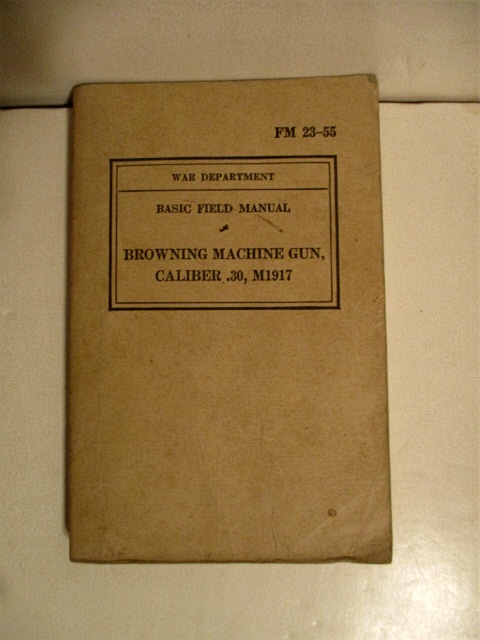 FM 23–55
WAR DEPARTMENT
BASIC FIELD MANUAL
BROWNING MACHINE GUN,
CALIBER .30, M1917